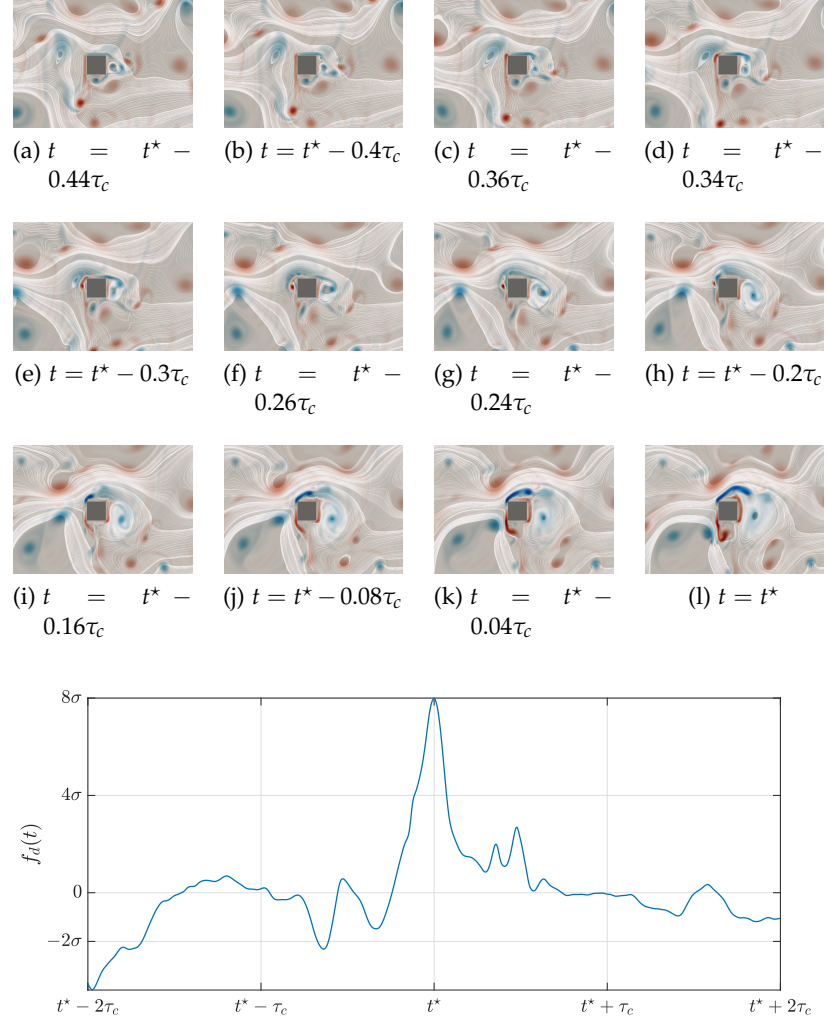 (a) t = t⋆ − (b) t = t⋆ − 0.4τc (c) t = t⋆ − (d) t = t⋆ −
0.44τc 0.36τc 0.34τc
(e) t = t⋆ − 0.3τc (f) t = t⋆ − (g) t = t⋆ − (h) t = t⋆ − 0.2τc
0.26τc 0.24τc
(i) t = t⋆ − (j) t = t⋆ − 0.08τc (k) t = t⋆ − (l) t = t⋆
0.16τc 0.04τc
8σ
4σ
fd(t)
0
−2σ
t⋆ − 2τc t⋆ − τc t⋆ t⋆ + τc t⋆ + 2τc